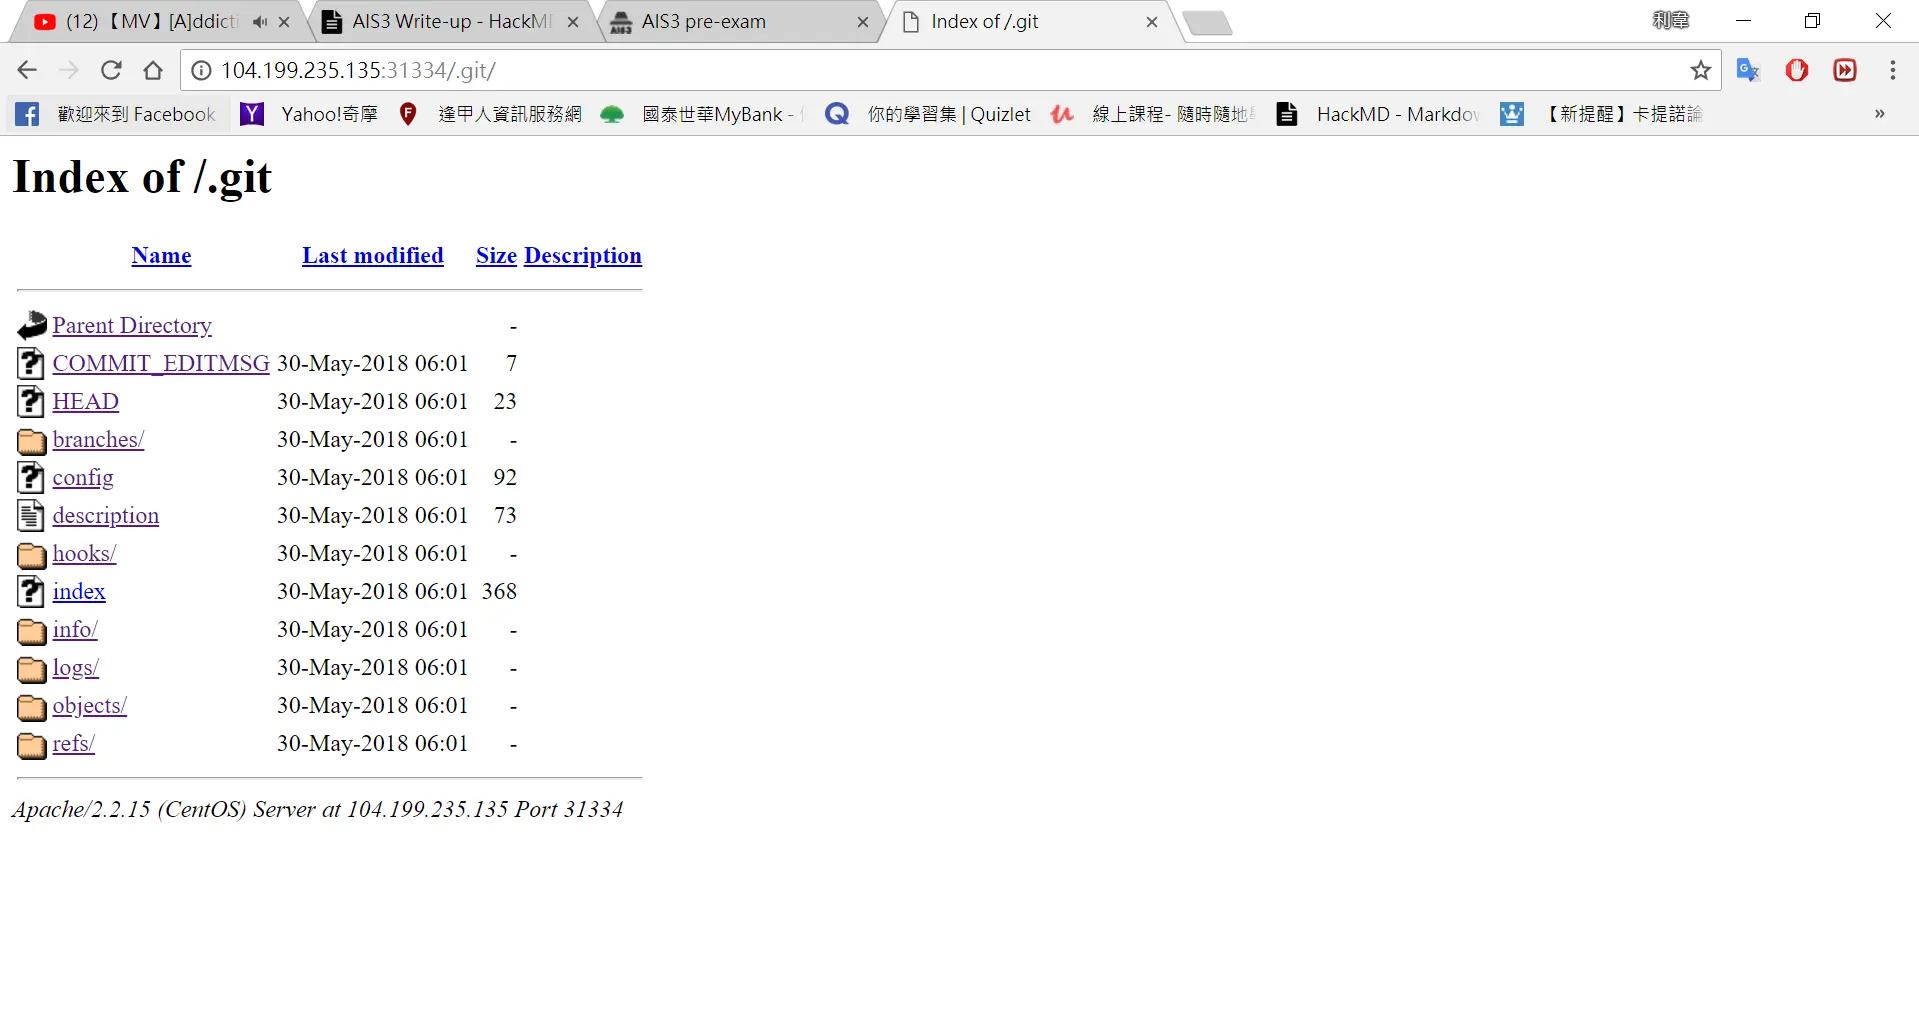 (12)【MV】[A]ddicti
AIS3 Write-up - HackM
AIS3 pre-exam
Index of /.git
利韋
104.199.235.135:31334/.git/
歡迎來到 Facebook
Yahoo!奇摩
逢甲人資訊服務網
國泰世華MyBank -
你的學習集 | Quizlet
線上課程- 隨時隨地
HackMD - Markdow
【新提醒】卡提諾論
»
Index of /.git
Name Last modified Size Description
Parent Directory -
COMMIT_EDITMSG 30-May-2018 06:01 7
HEAD 30-May-2018 06:01 23
branches/ 30-May-2018 06:01 -
config 30-May-2018 06:01 92
description 30-May-2018 06:01 73
hooks/ 30-May-2018 06:01 -
index 30-May-2018 06:01 368
info/ 30-May-2018 06:01 -
logs/ 30-May-2018 06:01 -
objects/ 30-May-2018 06:01 -
refs/ 30-May-2018 06:01 -
Apache/2.2.15 (CentOS) Server at 104.199.235.135 Port 31334